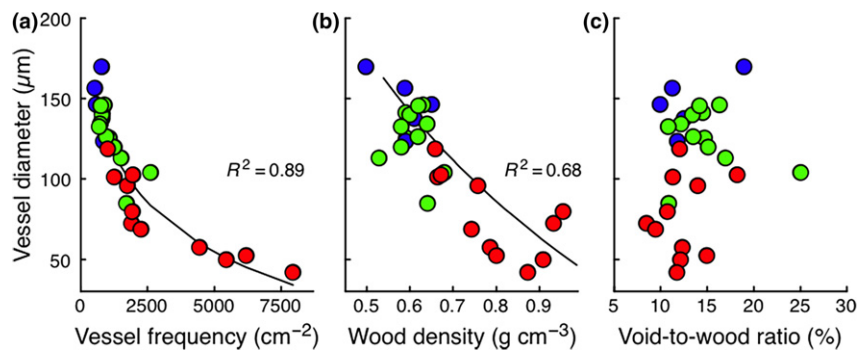 (a)
(b)
(c)
Vessel diameter (μm)
200
150
100
50
R² = 0.89
R² = 0.68
0 2500 5000 7500
0.5 0.6 0.7 0.8 0.9
5 10 15 20 25 30
Vessel frequency (cm⁻²)
Wood density (g cm⁻³)
Void-to-wood ratio (%)